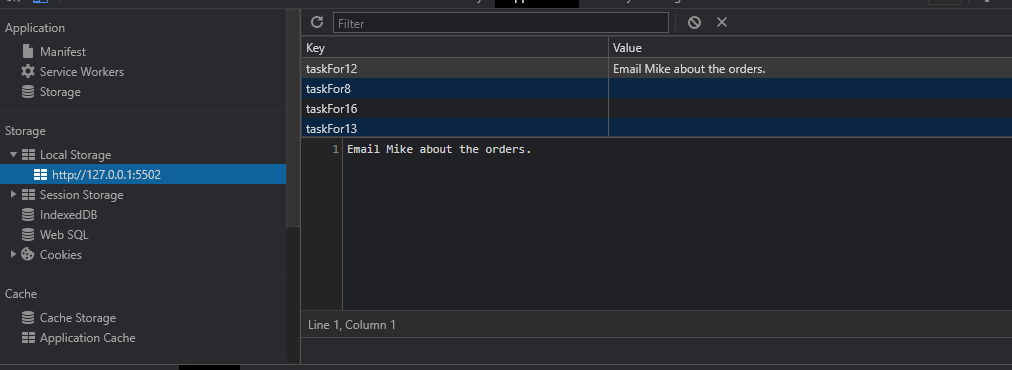 Application
Manifest
Service Workers
Storage
Storage
Local Storage
http://127.0.0.1:5502
Session Storage
IndexedDB
Web SQL
Cookies
Cache
Cache Storage
Application Cache
Filter
Key Value
taskFor12 Email Mike about the orders.
taskFor8
taskFor16
taskFor13
1 Email Mike about the orders.
Line 1, Column 1